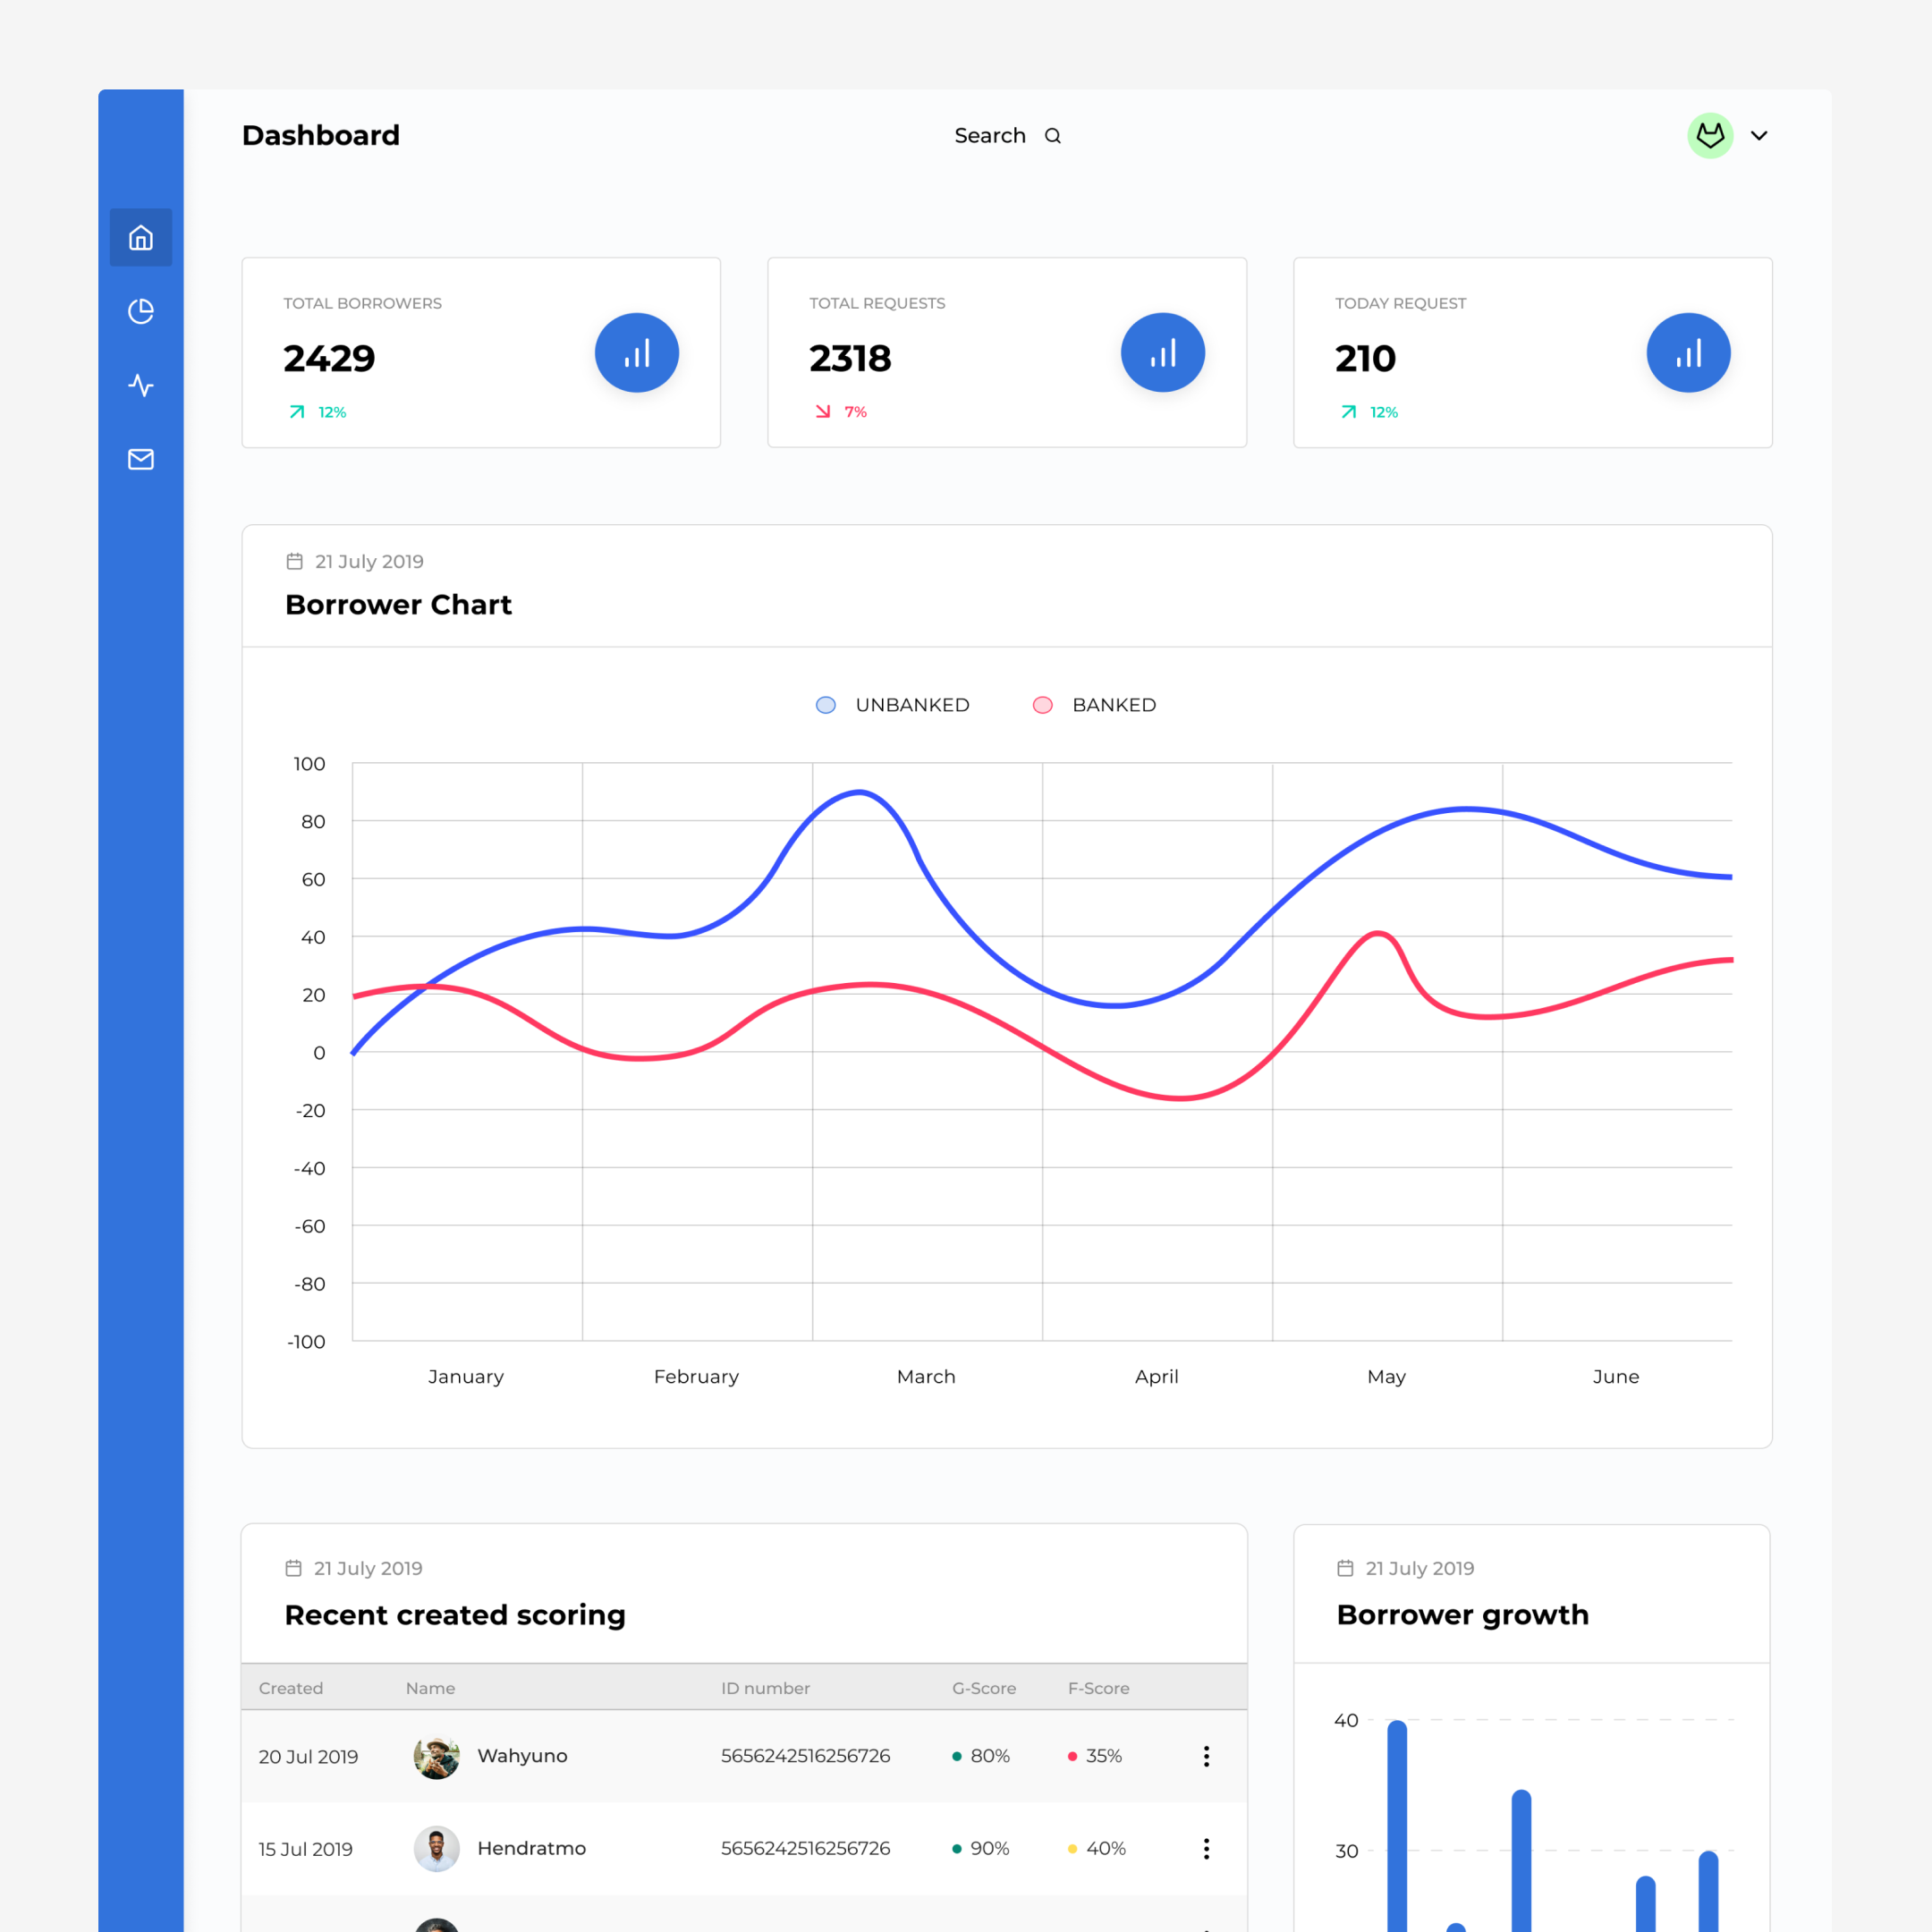 Dashboard
Search
TOTAL BORROWERS
2429
12%
TOTAL REQUESTS
2318
7%
TODAY REQUEST
210
12%
21 July 2019
Borrower Chart
UNBANKED
BANKED
100
80
60
40
20
0
-20
-40
-60
-80
-100
January
February
March
April
May
June
21 July 2019
Recent created scoring
Created
Name
ID number
G-Score
F-Score
20 Jul 2019
Wahyuno
5656242516256726
80%
35%
15 Jul 2019
Hendratmo
5656242516256726
90%
40%
21 July 2019
Borrower growth
40
30